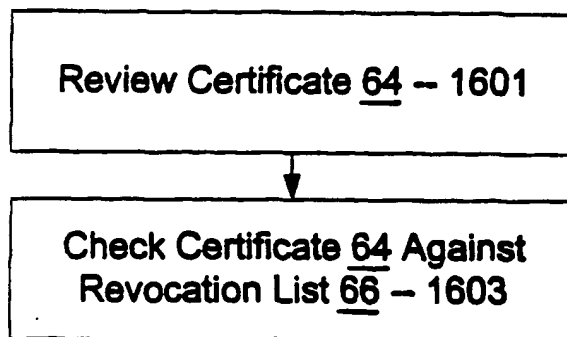 Review Certificate 64 – 1601
Check Certificate 64 Against
Revocation List 66 – 1603